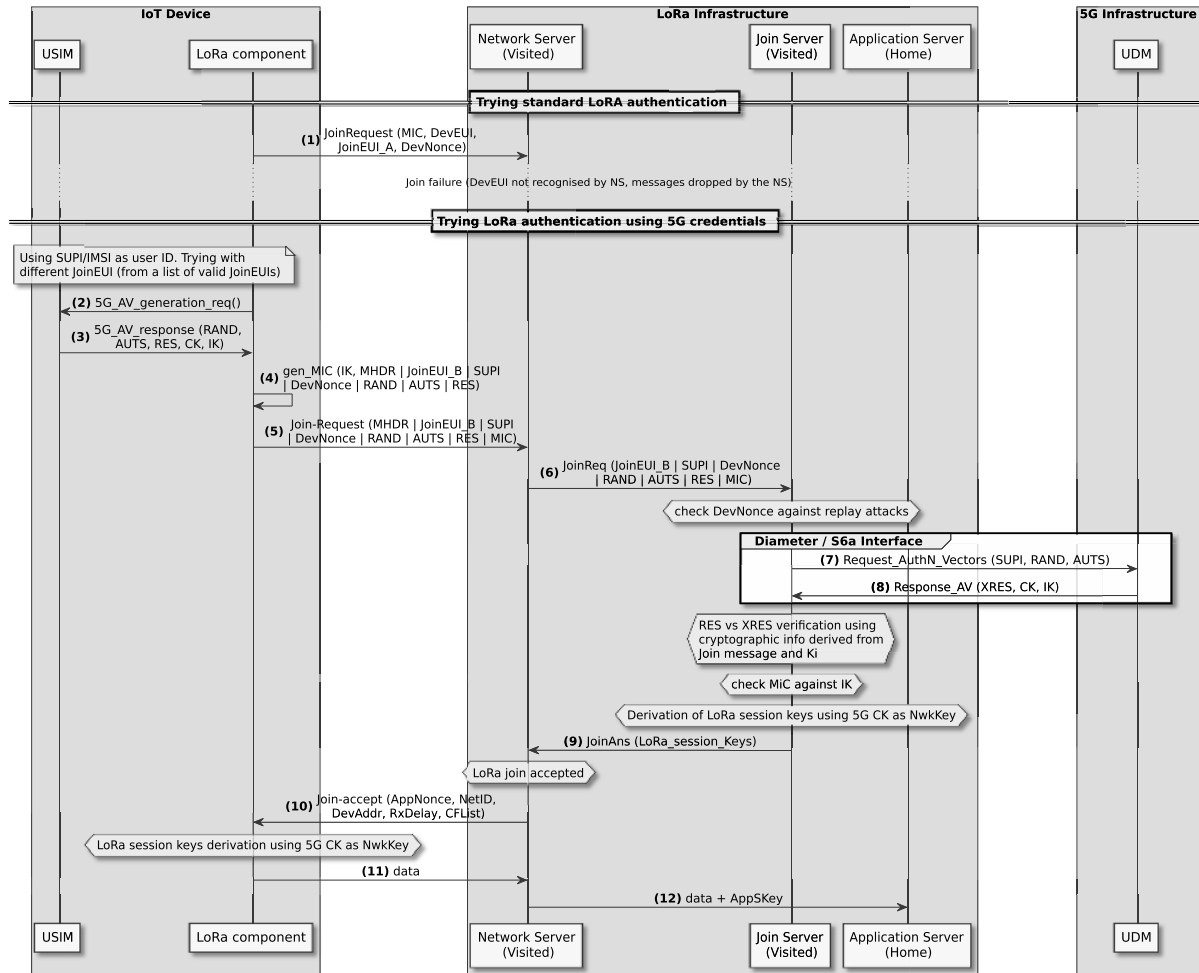 IoT Device
LoRa Infrastructure
5G Infrastructure
USIM
LoRa component
Network Server
(Visited)
Join Server
(Visited)
Application Server
(Home)
UDM
Trying standard LoRA authentication
(1) JoinRequest (MIC, DevEUI,
JoinEUI_A, DevNonce)
Join failure (DevEUI not recognised by NS, messages dropped by the NS)
Trying LoRa authentication using 5G credentials
Using SUPI/IMSI as user ID. Trying with
different JoinEUI (from a list of valid JoinEUIs)
(2) 5G_AV_generation_req()
(3) 5G_AV_response (RAND,
AUTS, RES, CK, IK)
(4) gen_MIC (IK, MHDR | JoinEUI_B | SUPI
| DevNonce | RAND | AUTS | RES)
(5) Join-Request (MHDR | JoinEUI_B | SUPI
| DevNonce | RAND | AUTS | RES | MIC)
(6) JoinReq (JoinEUI_B | SUPI | DevNonce
| RAND | AUTS | RES | MIC)
check DevNonce against replay attacks
Diameter / S6a Interface
(7) Request_AuthN_Vectors (SUPI, RAND, AUTS)
(8) Response_AV (XRES, CK, IK)
RES vs XRES verification using
cryptographic info derived from
Join message and Ki
check MiC against IK
Derivation of LoRa session keys using 5G CK as NwkKey
(9) JoinAns (LoRa_session_Keys)
LoRa join accepted
(10) Join-accept (AppNonce, NetID,
DevAddr, RxDelay, CFList)
LoRa session keys derivation using 5G CK as NwkKey
(11) data
(12) data + AppSKey
USIM
LoRa component
Network Server
(Visited)
Join Server
(Visited)
Application Server
(Home)
UDM